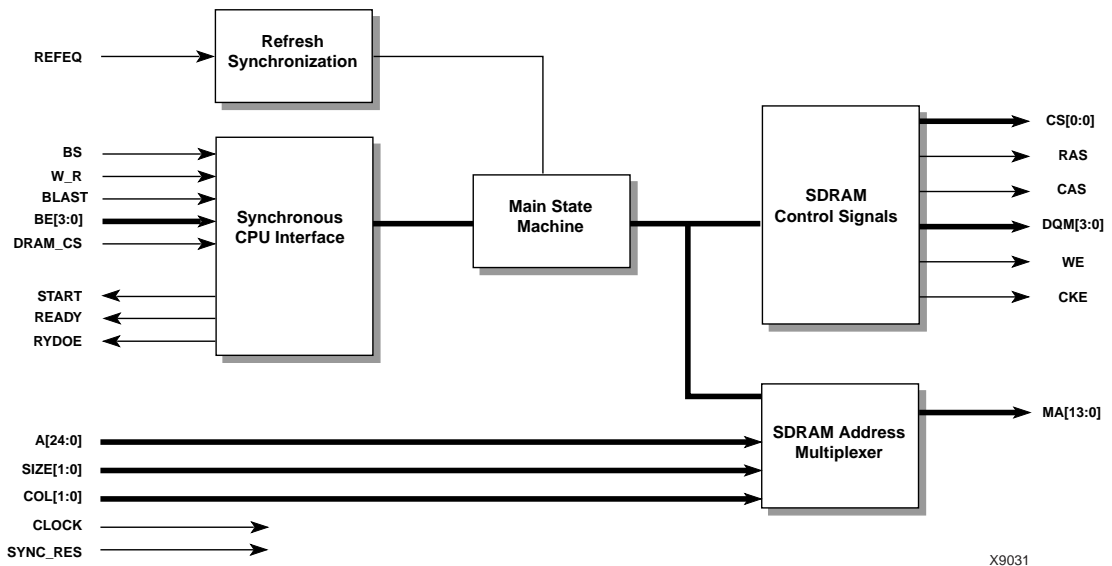 REFEQ
Refresh
Synchronization
BS
W_R
BLAST
BE[3:0]
DRAM_CS
START
READY
RYDOE
Synchronous
CPU Interface
Main State
Machine
SDRAM
Control Signals
CS[0:0]
RAS
CAS
DQM[3:0]
WE
CKE
SDRAM Address
Multiplexer
MA[13:0]
A[24:0]
SIZE[1:0]
COL[1:0]
CLOCK
SYNC_RES
X9031